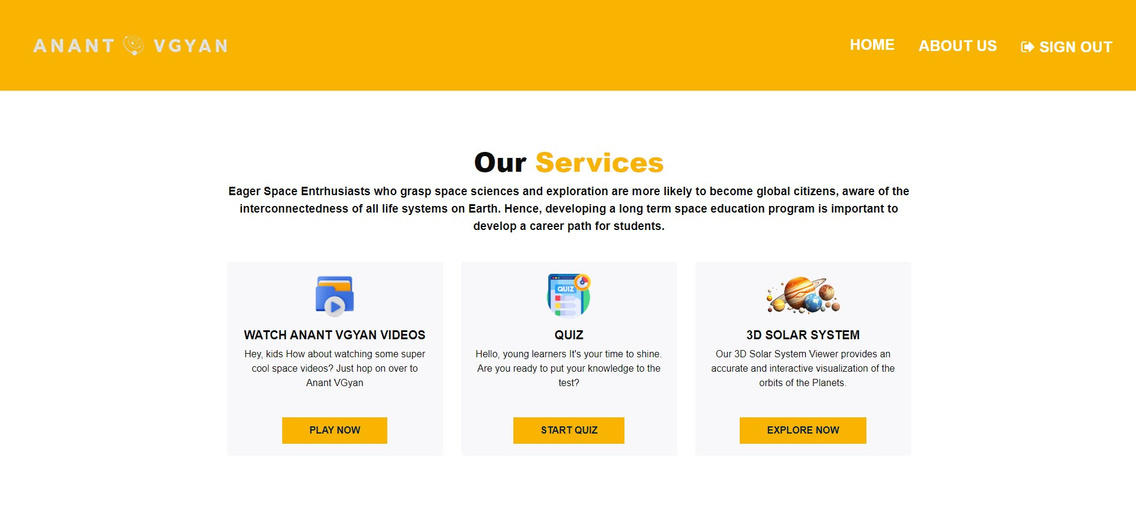 ANANT VGYAN
HOME ABOUT US SIGN OUT
Our Services
Eager Space Entrhusiasts who grasp space sciences and exploration are more likely to become global citizens, aware of the
interconnectedness of all life systems on Earth. Hence, developing a long term space education program is important to
develop a career path for students.
WATCH ANANT VGYAN VIDEOS
Hey, kids How about watching some super
cool space videos? Just hop on over to
Anant VGyan
PLAY NOW
QUIZ
QUIZ
Hello, young learners It's your time to shine.
Are you ready to put your knowledge to the
test?
START QUIZ
3D SOLAR SYSTEM
Our 3D Solar System Viewer provides an
accurate and interactive visualization of the
orbits of the Planets.
EXPLORE NOW